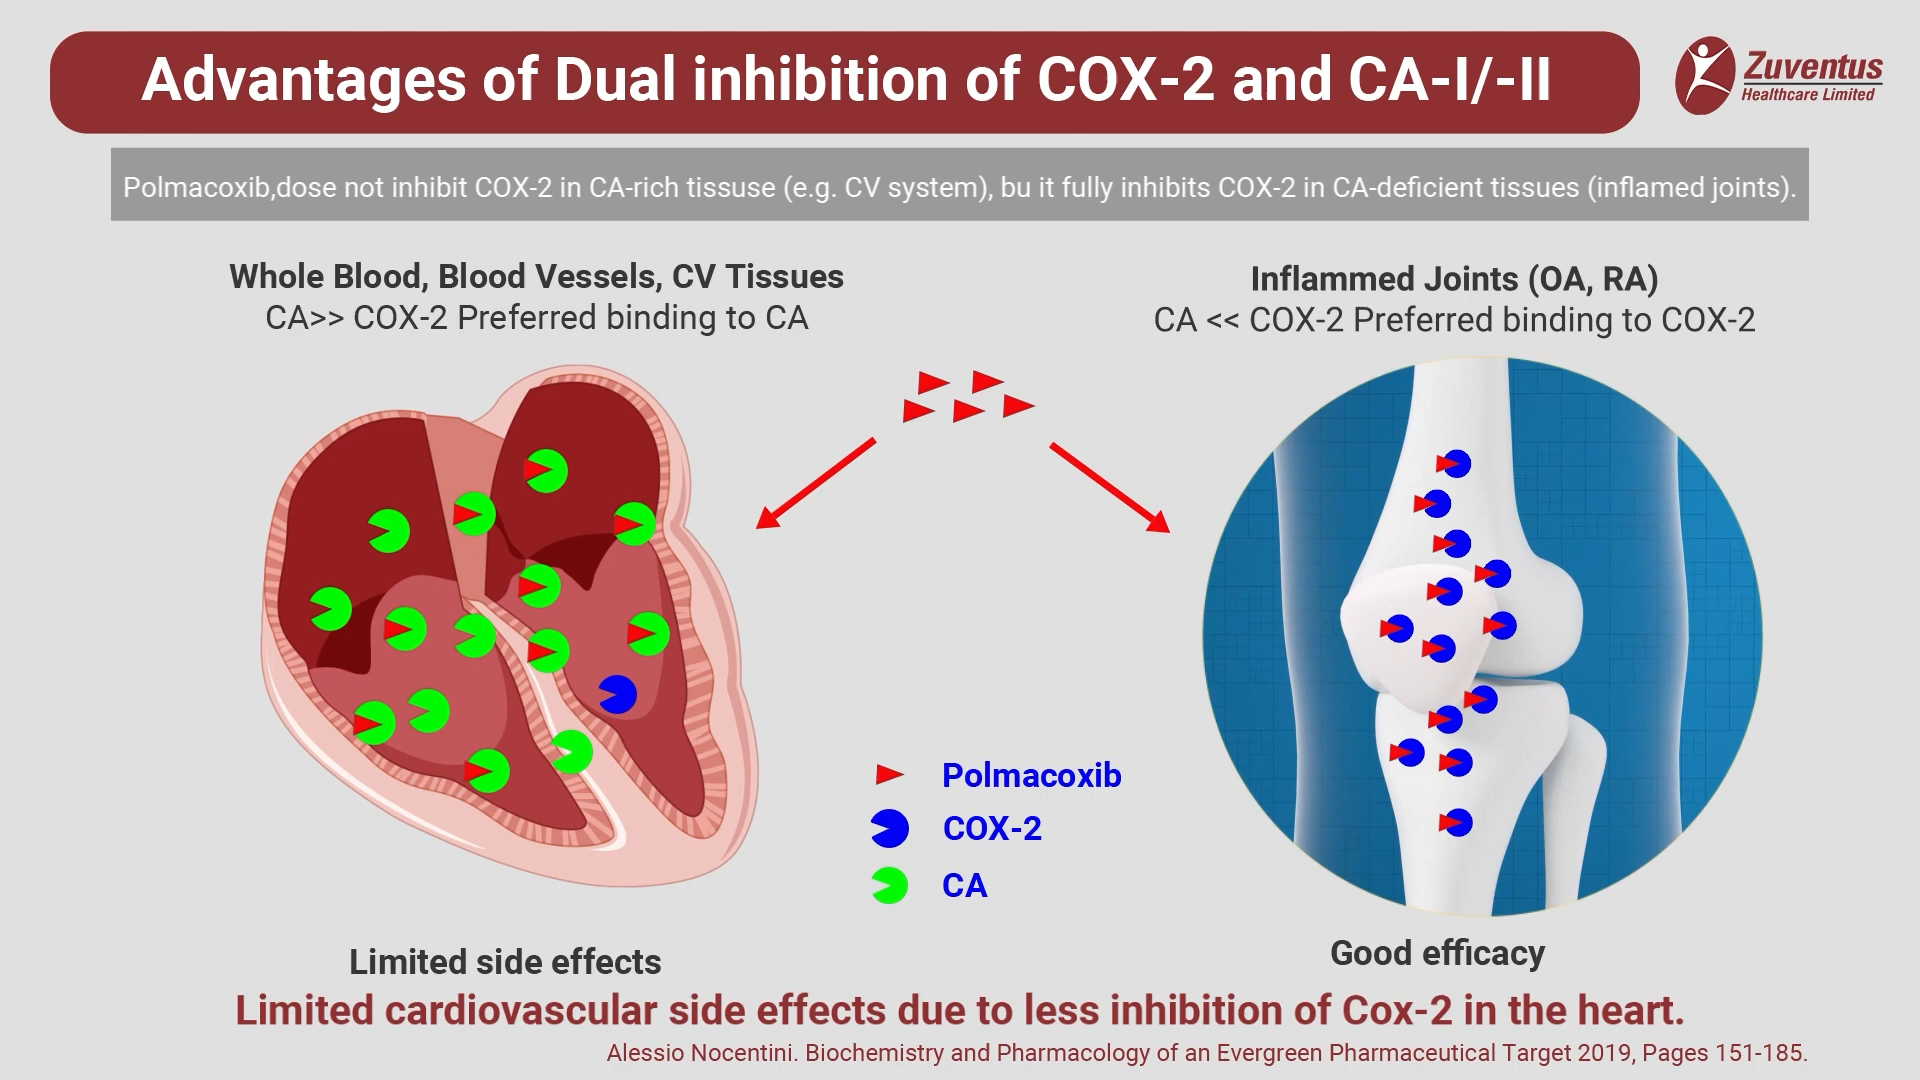 Advantages of Dual inhibition of COX-2 and CA-I/-II
Zuventus
Healthcare Limited
Polmacoxib,dose not inhibit COX-2 in CA-rich tissuse (e.g. CV system), bu it fully inhibits COX-2 in CA-deficient tissues (inflamed joints).
Whole Blood, Blood Vessels, CV Tissues
CA>> COX-2 Preferred binding to CA
Inflammed Joints (OA, RA)
CA << COX-2 Preferred binding to COX-2
Polmacoxib
COX-2
CA
Limited side effects
Good efficacy
Limited cardiovascular side effects due to less inhibition of Cox-2 in the heart.
Alessio Nocentini. Biochemistry and Pharmacology of an Evergreen Pharmaceutical Target 2019, Pages 151-185.